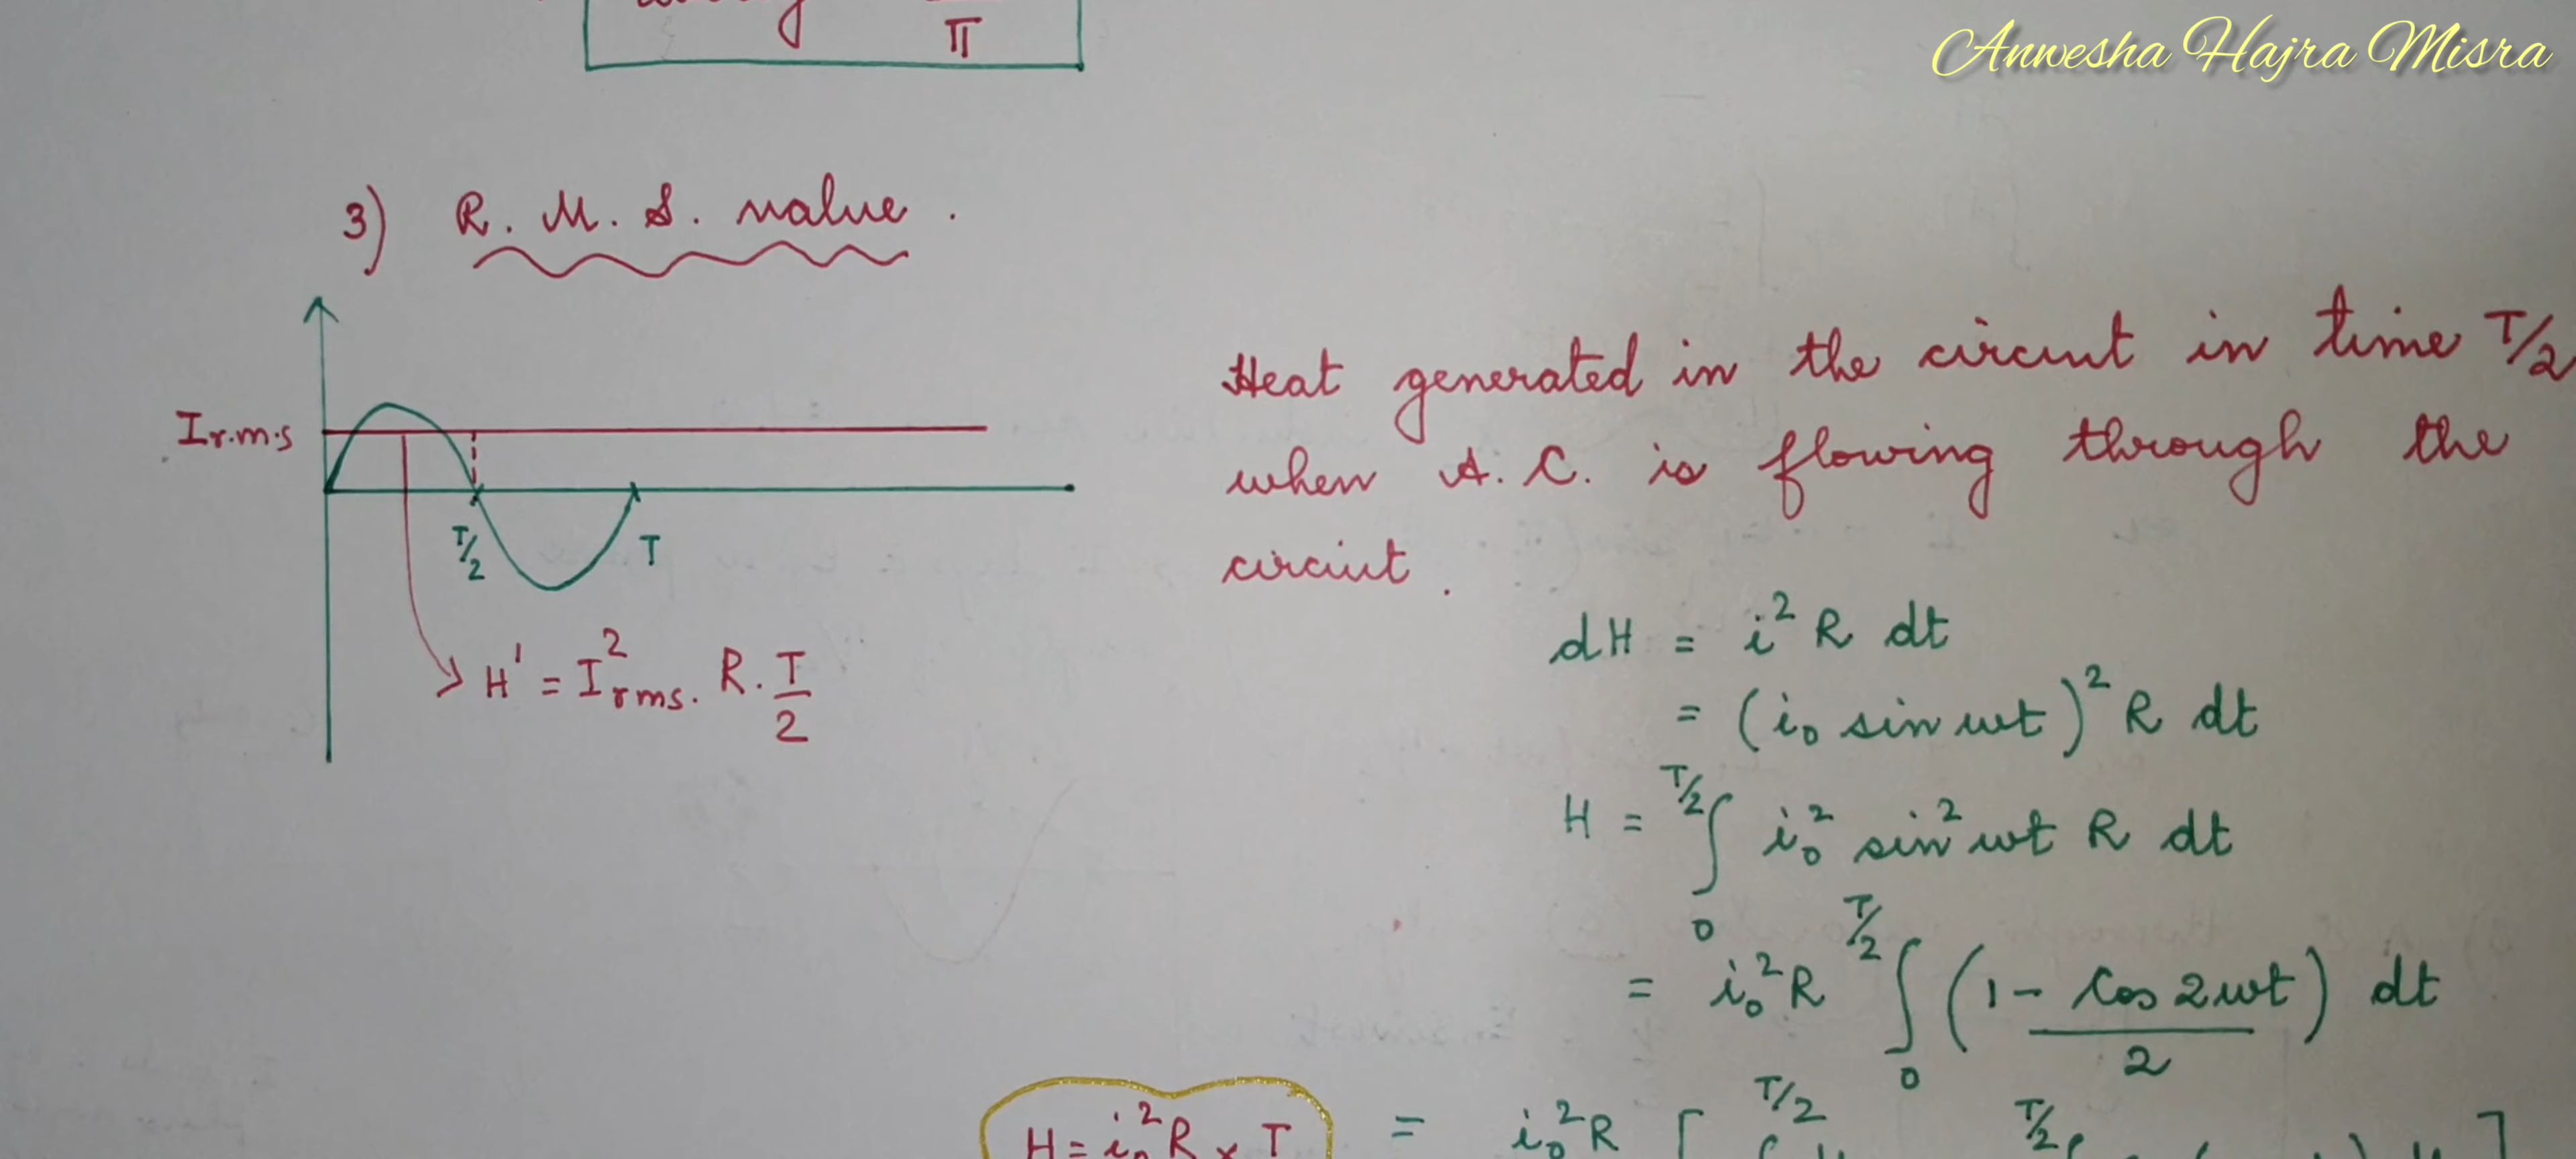 π
Anwesha Hajra Misra
3) R. M. S. value.
I r.m.s
T/2
T
H' = I²rms. R. T/2
Heat generated in the circuit in time T/2
when A. C. is flowing through the
circuit.
dH = i² R dt
= (i₀ sin ωt)² R dt
H = T/2 ∫ 0 i₀² sin² ωt R dt
= i₀² R T/2 ∫ 0 (1 - cos 2ωt / 2) dt
H = i₀² R × T
= i₀² R [ T/2 T/2 ]